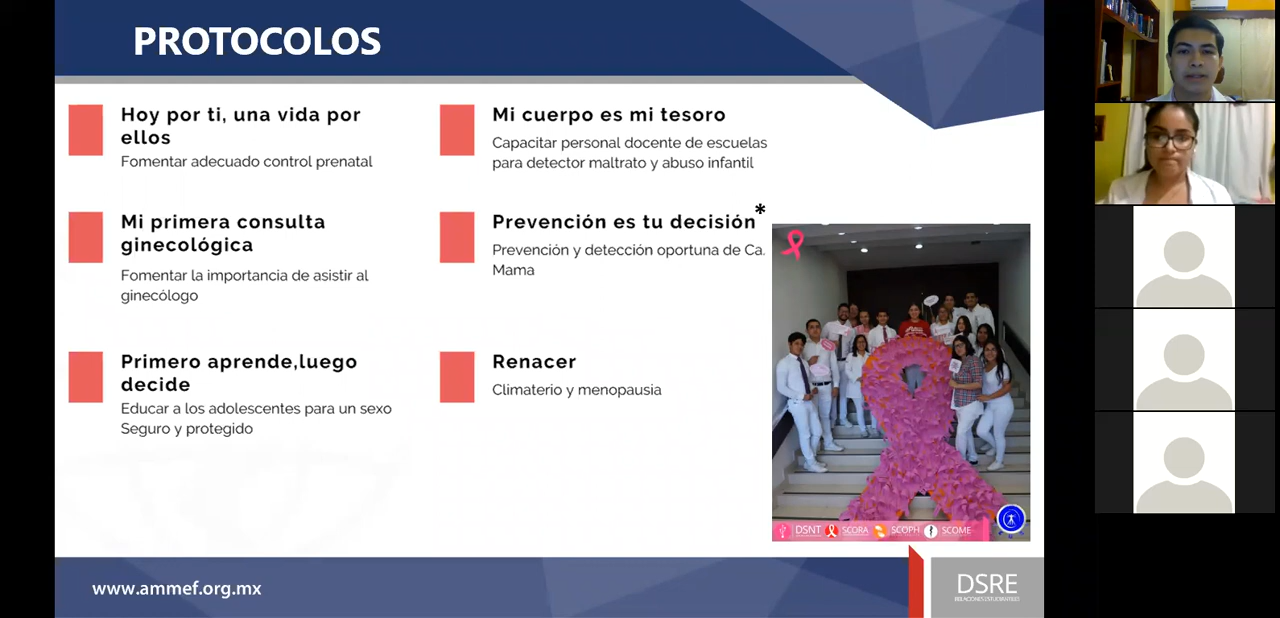 PROTOCOLOS
Hoy por ti, una vida por
ellos
Fomentar adecuado control prenatal
Mi primera consulta
ginecológica
Fomentar la importancia de asistir al
ginecólogo
Primero aprende,luego
decide
Educar a los adolescentes para un sexo
Seguro y protegido
Mi cuerpo es mi tesoro
Capacitar personal docente de escuelas
para detector maltrato y abuso infantil
Prevención es tu decisión*
Prevención y detección oportuna de Ca.
Mama
Renacer
Climaterio y menopausia
DSNT SCORA SCOPH SCOME
www.ammef.org.mx
DSRE